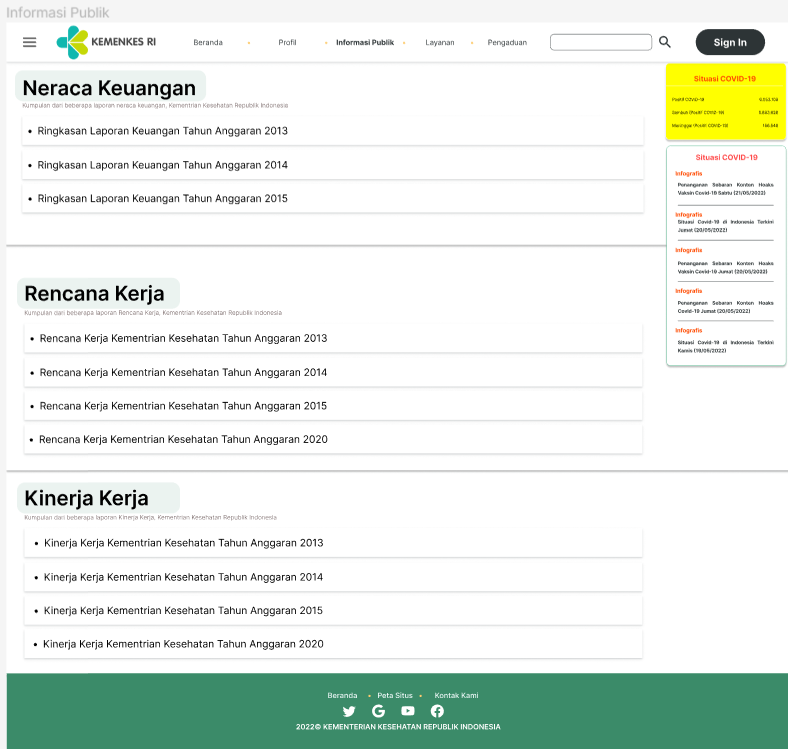 Informasi Publik
KEMENKES RI
Beranda • Profil • Informasi Publik • Layanan • Pengaduan
Sign In
Neraca Keuangan
Kumpulan dari beberapa laporan neraca keuangan, Kementrian Kesehatan Republik Indonesia
• Ringkasan Laporan Keuangan Tahun Anggaran 2013
• Ringkasan Laporan Keuangan Tahun Anggaran 2014
• Ringkasan Laporan Keuangan Tahun Anggaran 2015
Rencana Kerja
Kumpulan dari beberapa laporan Rencana Kerja, Kementrian Kesehatan Republik Indonesia
• Rencana Kerja Kementrian Kesehatan Tahun Anggaran 2013
• Rencana Kerja Kementrian Kesehatan Tahun Anggaran 2014
• Rencana Kerja Kementrian Kesehatan Tahun Anggaran 2015
• Rencana Kerja Kementrian Kesehatan Tahun Anggaran 2020
Kinerja Kerja
Kumpulan dari beberapa laporan Kinerja Kerja, Kementrian Kesehatan Republik Indonesia
• Kinerja Kerja Kementrian Kesehatan Tahun Anggaran 2013
• Kinerja Kerja Kementrian Kesehatan Tahun Anggaran 2014
• Kinerja Kerja Kementrian Kesehatan Tahun Anggaran 2015
• Kinerja Kerja Kementrian Kesehatan Tahun Anggaran 2020
Situasi COVID-19
Positif COVID-19
Sembuh (Positif COVID-19)
Meninggal (Positif COVID-19)
Situasi COVID-19
Infografis
Penanganan Sebaran Konten Hoaks
Vaksin Covid-19 Sabtu (21/05/2022)
Infografis
Situasi Covid-19 di Indonesia Terkini
Jumat (20/05/2022)
Infografis
Penanganan Sebaran Konten Hoaks
Vaksin Covid-19 Jumat (20/05/2022)
Infografis
Penanganan Sebaran Konten Hoaks
Covid-19 Jumat (20/05/2022)
Infografis
Situasi Covid-19 di Indonesia Terkini
Kamis (19/05/2022)
Beranda • Peta Situs • Kontak Kami
2022© KEMENTERIAN KESEHATAN REPUBLIK INDONESIA